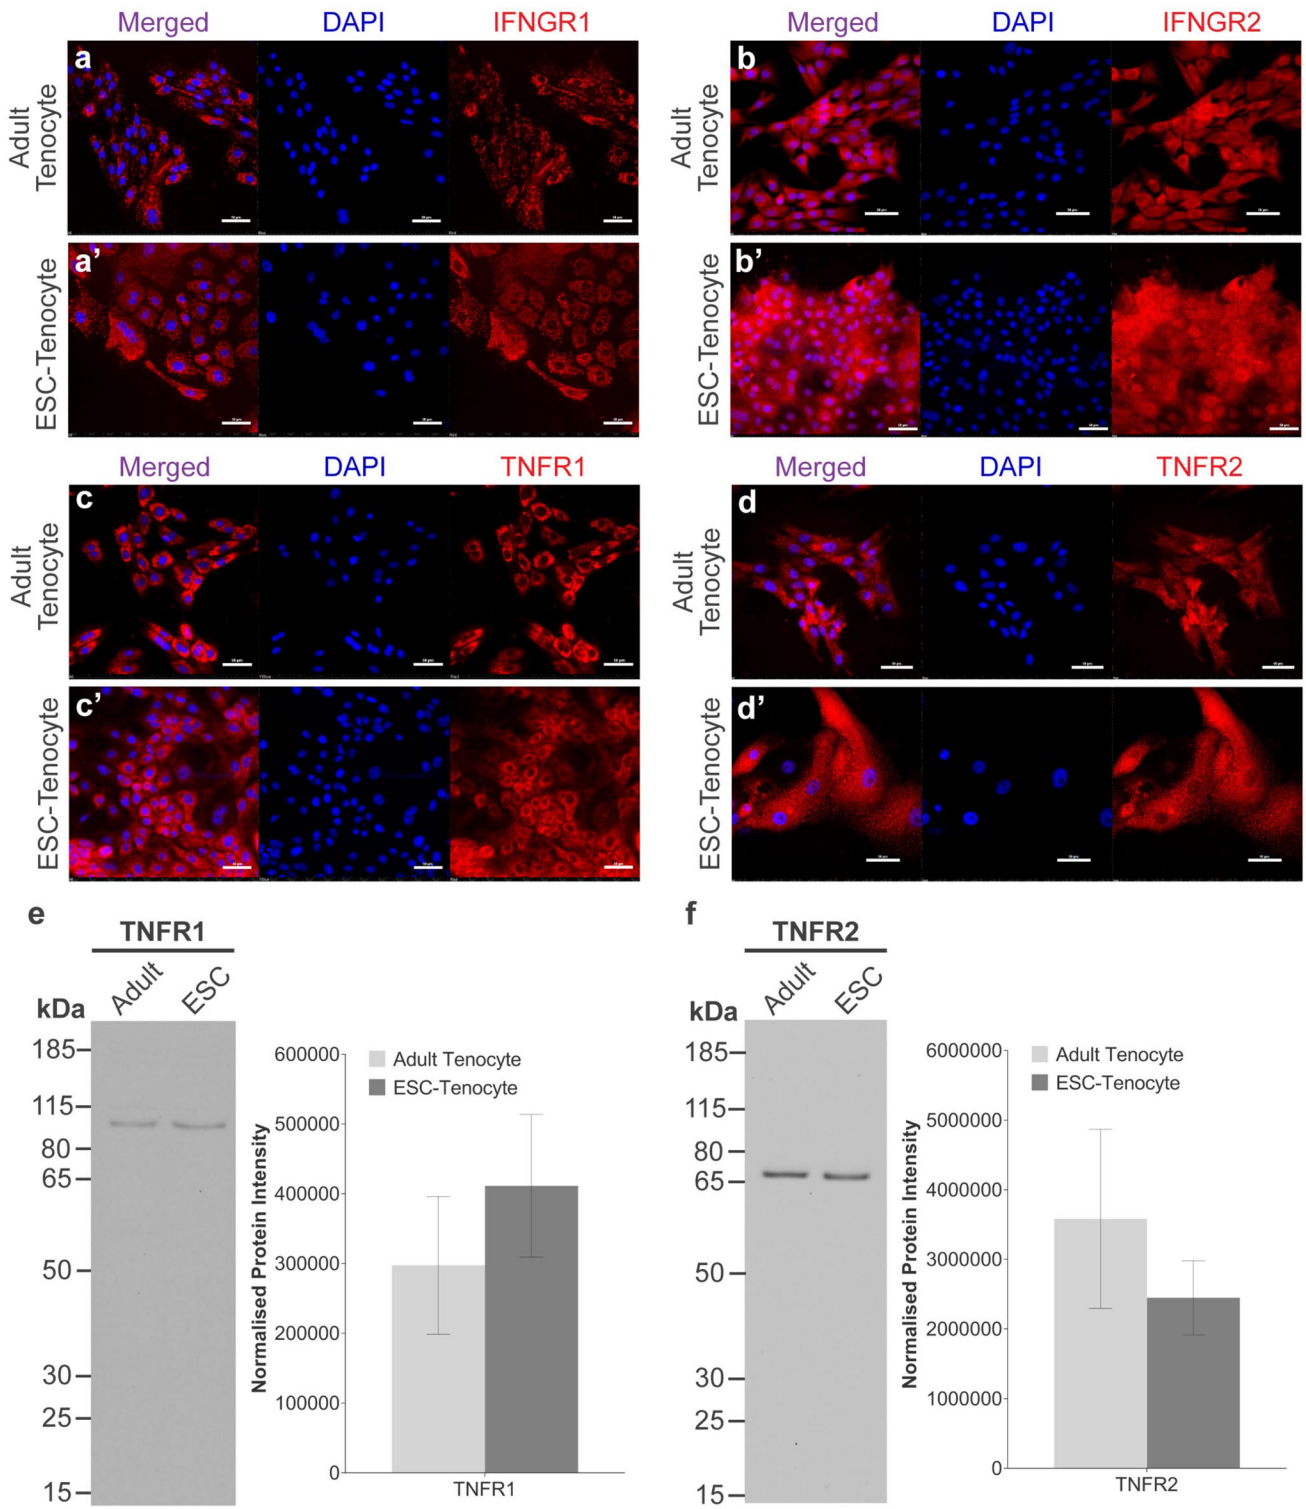 Merged DAPI IFNGR1
a
Adult
Tenocyte
a’
ESC-Tenocyte
Merged DAPI IFNGR2
b
Adult
Tenocyte
b’
ESC-Tenocyte
Merged DAPI TNFR1
c
Adult
Tenocyte
c’
ESC-Tenocyte
Merged DAPI TNFR2
d
Adult
Tenocyte
d’
ESC-Tenocyte
e
TNFR1
Adult ESC
kDa
185
115
80
65
50
30
25
15
Adult Tenocyte
ESC-Tenocyte
Normalised Protein Intensity
600000
500000
400000
300000
200000
100000
0
TNFR1
f
TNFR2
Adult ESC
kDa
185
115
80
65
50
30
25
15
Adult Tenocyte
ESC-Tenocyte
Normalised Protein Intensity
6000000
5000000
4000000
3000000
2000000
1000000
0
TNFR2